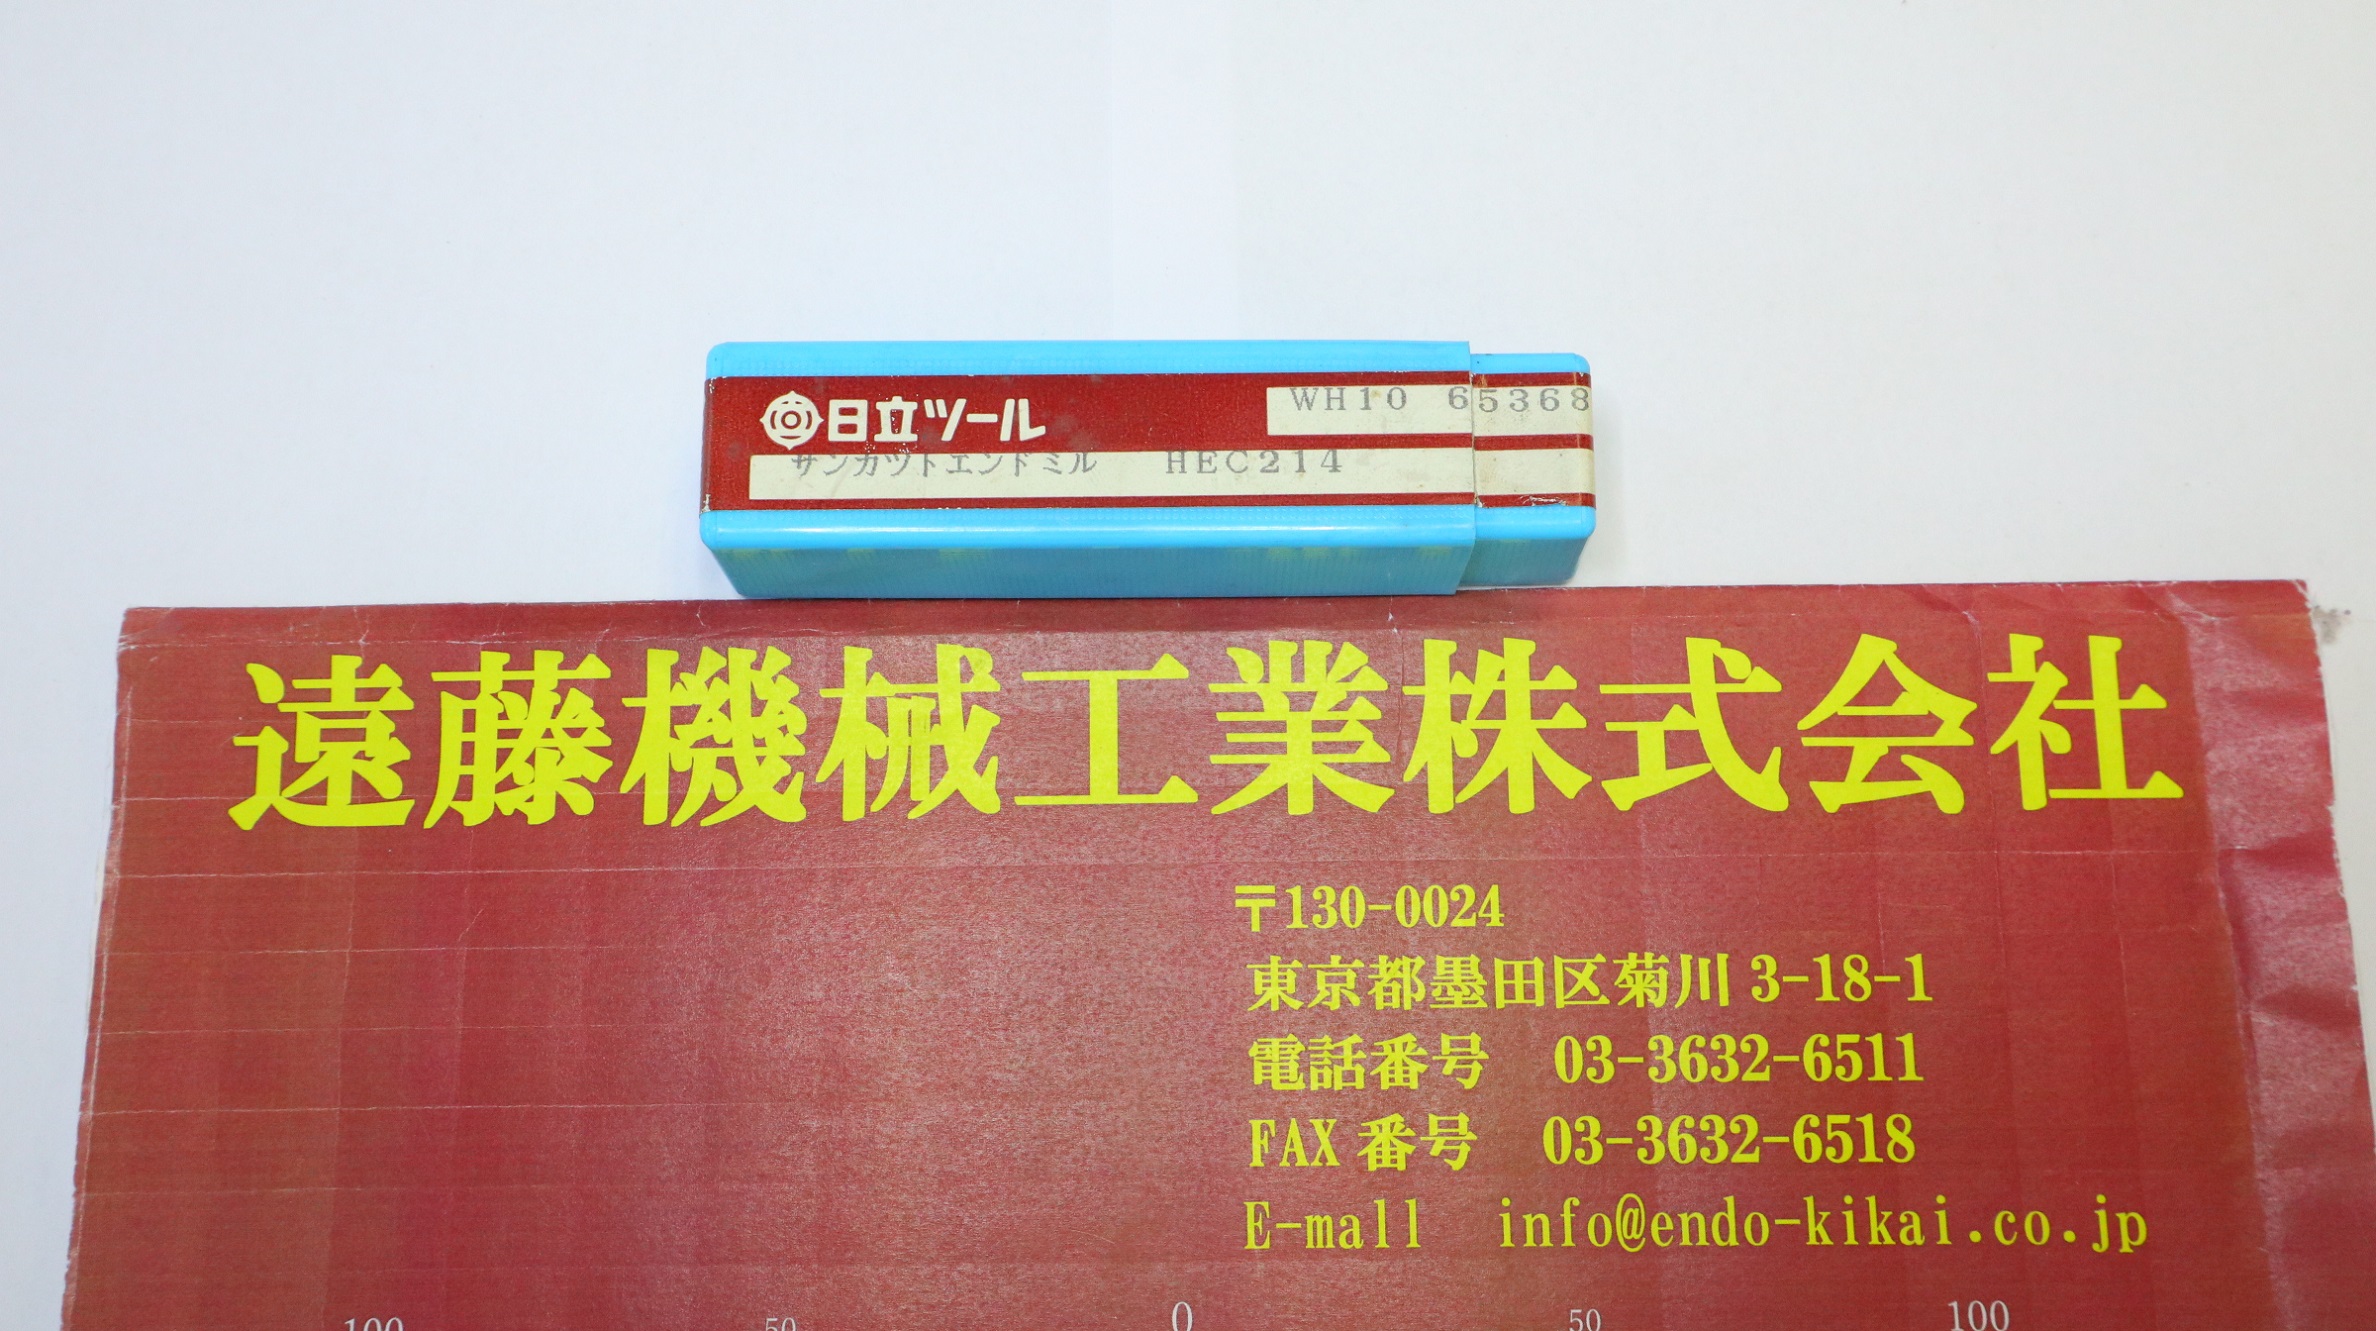 日立ツール
WH10 65368
サンカットエンドミル HEC214
遠藤機械工業株式会社
〒130-0024
東京都墨田区菊川 3-18-1
電話番号 03-3632-6511
FAX 番号 03-3632-6518
E-mall info@endo-kikai.co.jp
100 50 0 50 100